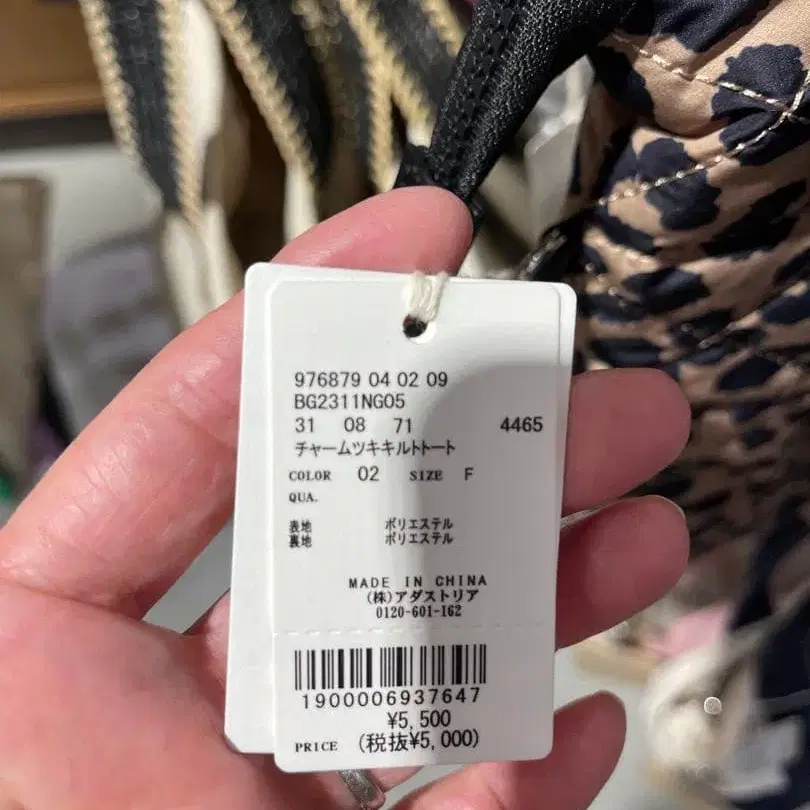 976879 04 02 09
BG2311NG05
31 08 71 4465
チャームツキキルトトート
COLOR 02 SIZE F
QUA.
表地 ポリエステル
裏地 ポリエステル
MADE IN CHINA
(株)アダストリア
0120-601-162
1900006937647
¥5,500
PRICE (税抜¥5,000)